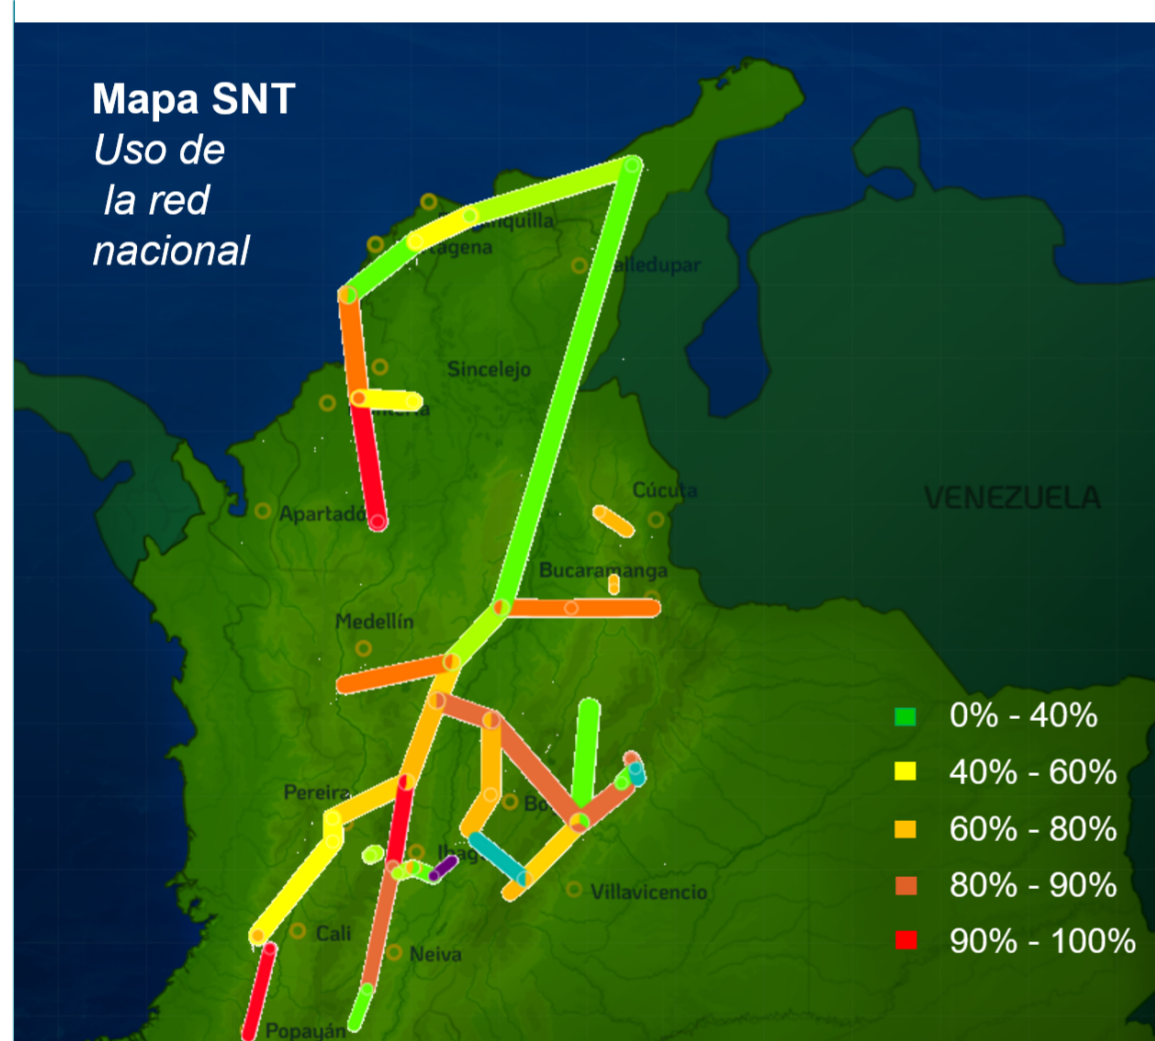 Mapa SNT
Uso de
la red
nacional
Sincelejo
Cúcuta
VENEZUELA
Apartadó
Bucaramanga
Medellín
0% - 40%
40% - 60%
Pereira
60% - 80%
80% - 90%
Villavicencio
Cali
90% - 100%
Neiva
Popayán